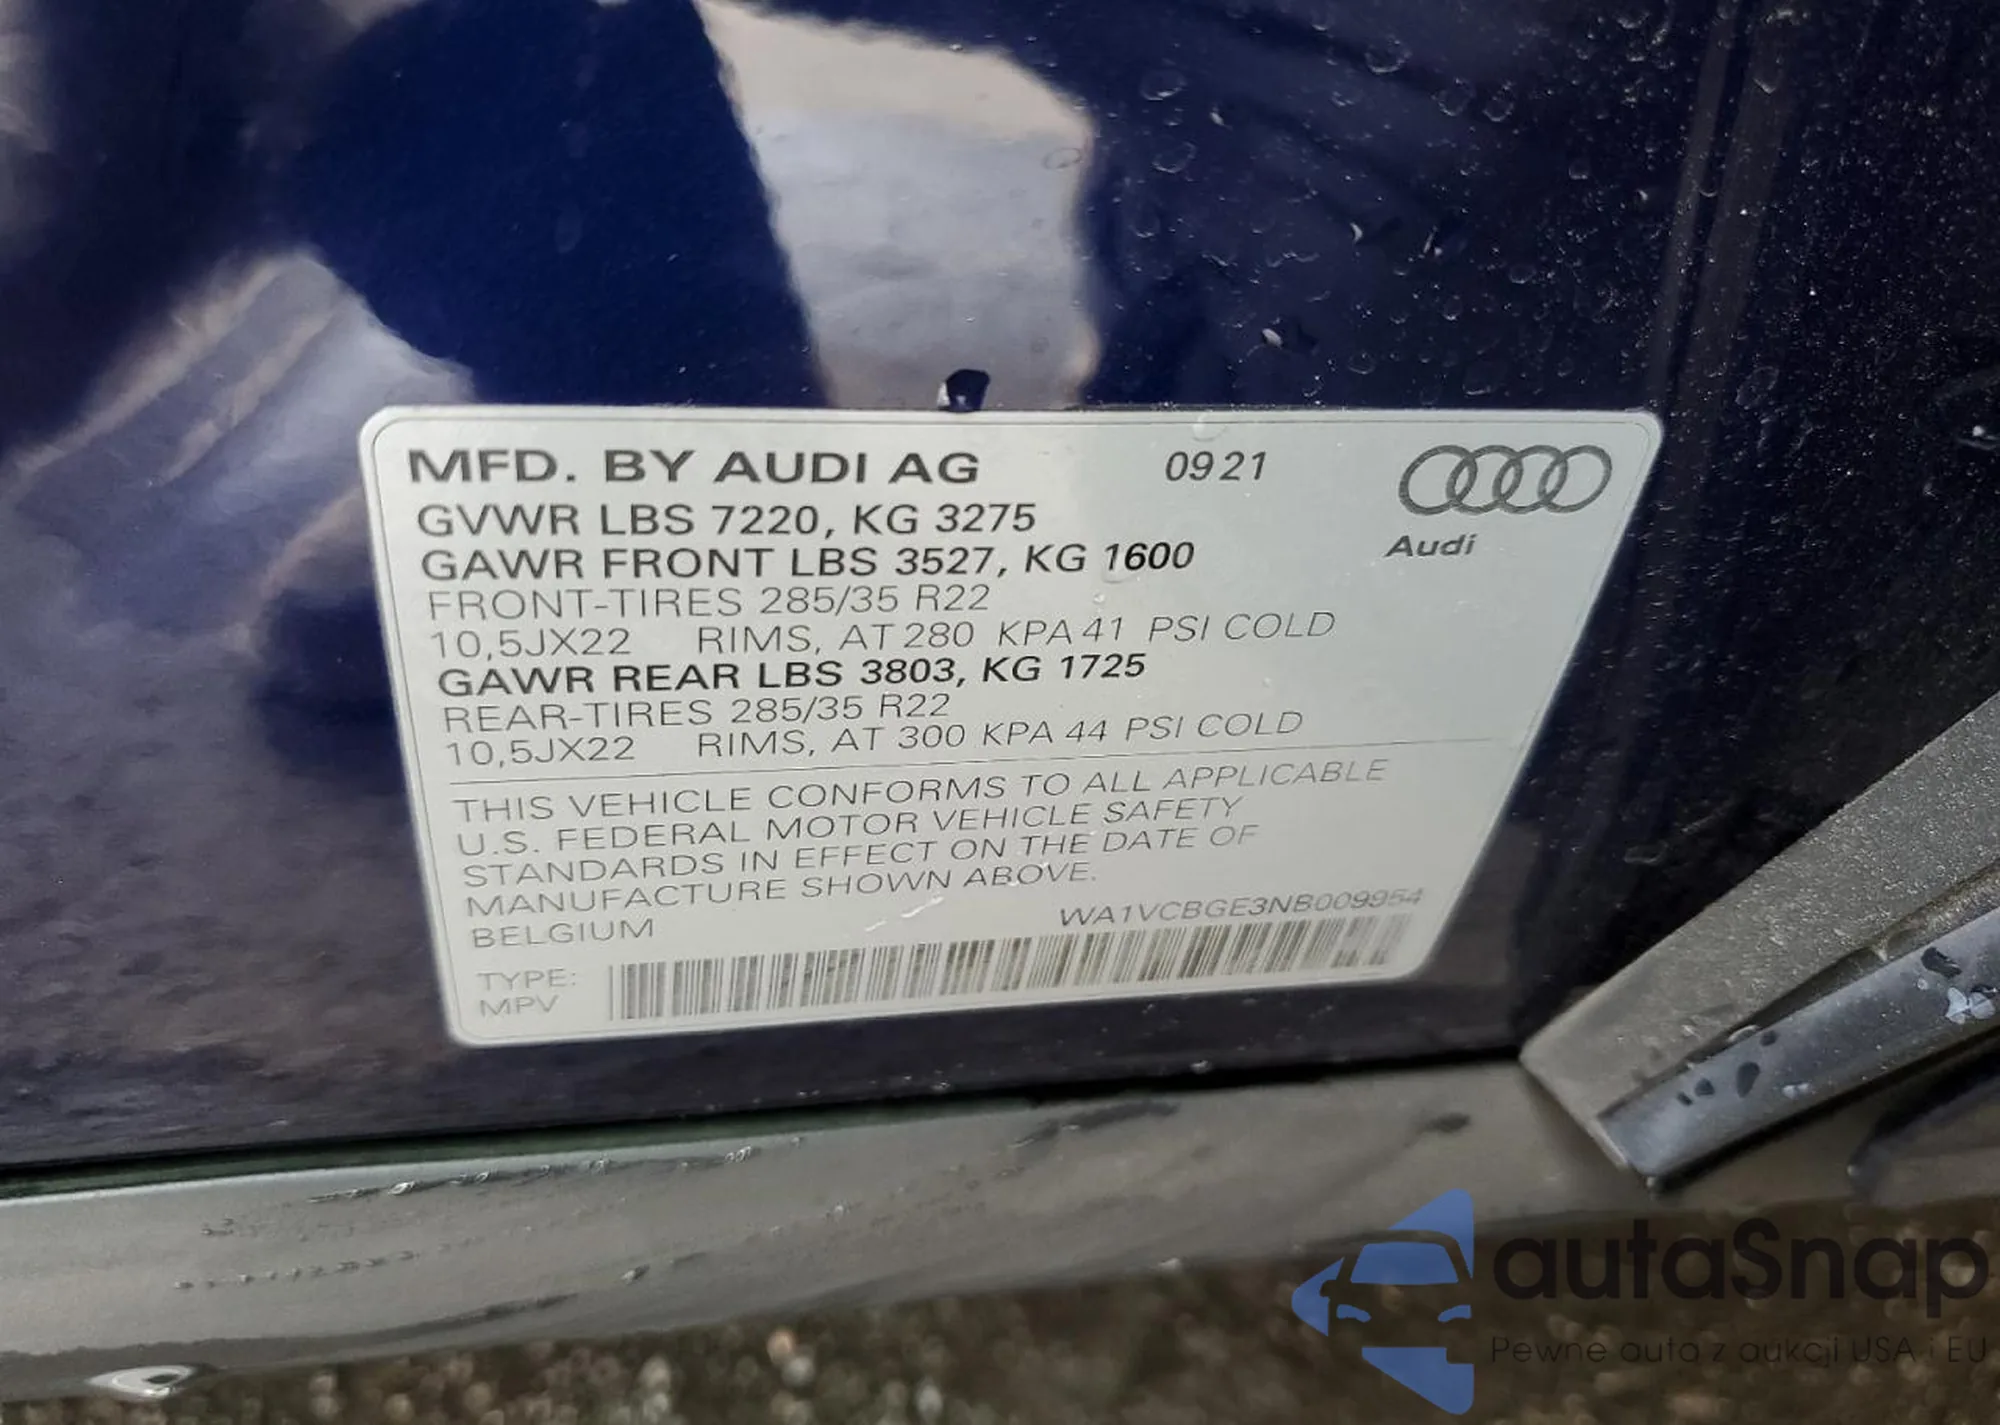 MFD. BY AUDI AG 0921
Audi
GVWR LBS 7220, KG 3275
GAWR FRONT LBS 3527, KG 1600
FRONT-TIRES 285/35 R22
10,5JX22 RIMS, AT 280 KPA 41 PSI COLD
GAWR REAR LBS 3803, KG 1725
REAR-TIRES 285/35 R22
10,5JX22 RIMS, AT 300 KPA 44 PSI COLD
THIS VEHICLE CONFORMS TO ALL APPLICABLE
U.S. FEDERAL MOTOR VEHICLE SAFETY
STANDARDS IN EFFECT ON THE DATE OF
MANUFACTURE SHOWN ABOVE.
BELGIUM WA1VCBGE3NB009954
TYPE:
MPV
autaSnap
Pewne auta z aukcji USA i EU